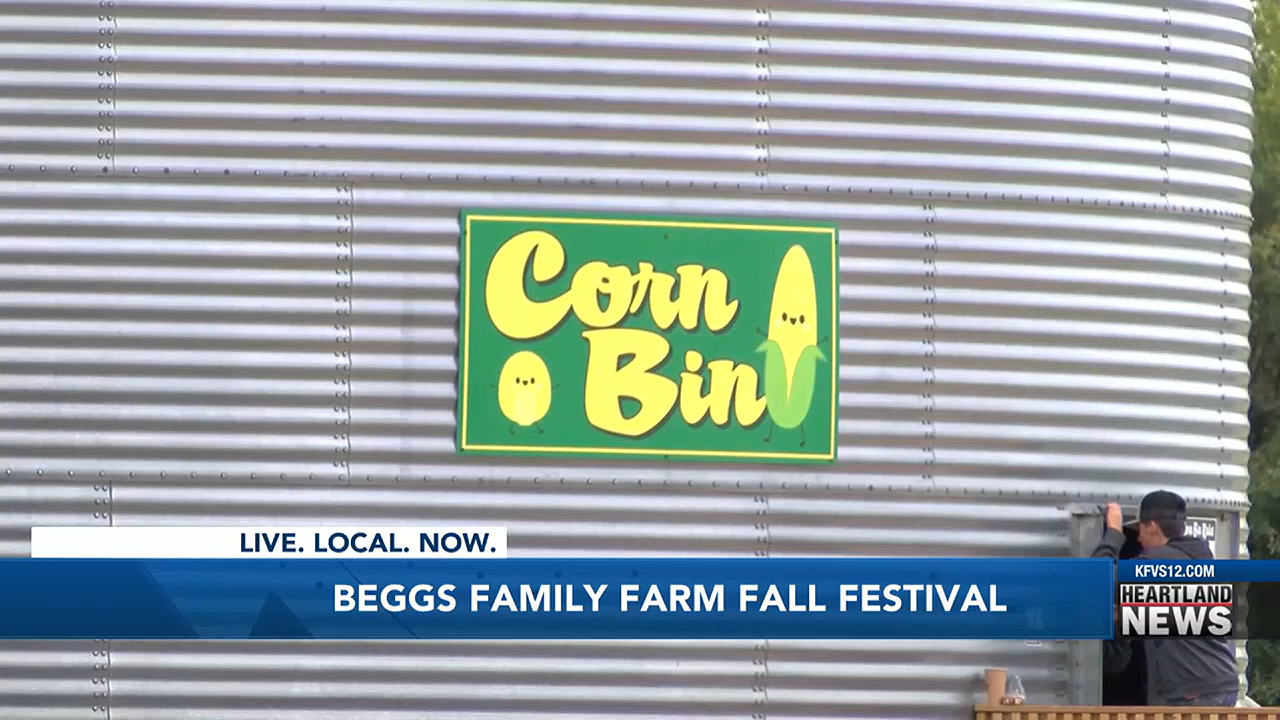 Corn
Bin
LIVE. LOCAL. NOW.
BEGGS FAMILY FARM FALL FESTIVAL
KFVS12.COM
HEARTLAND
NEWS